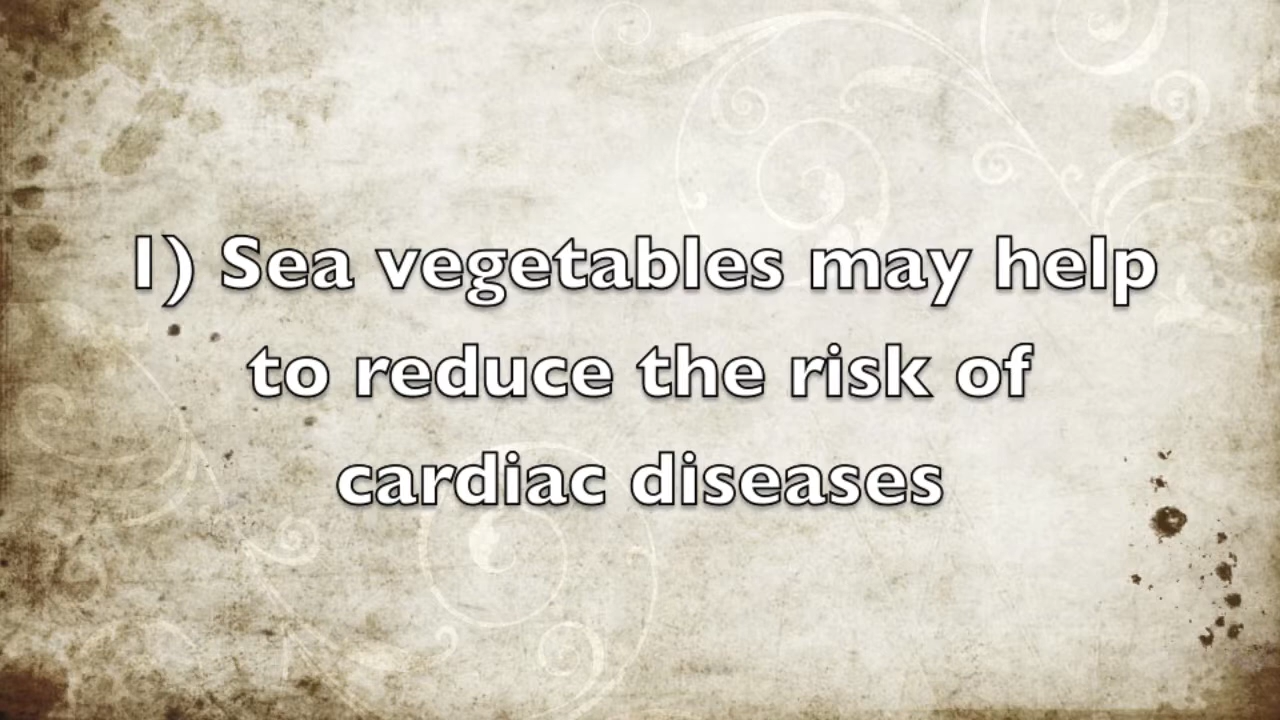 1) Sea vegetables may help
to reduce the risk of
cardiac diseases